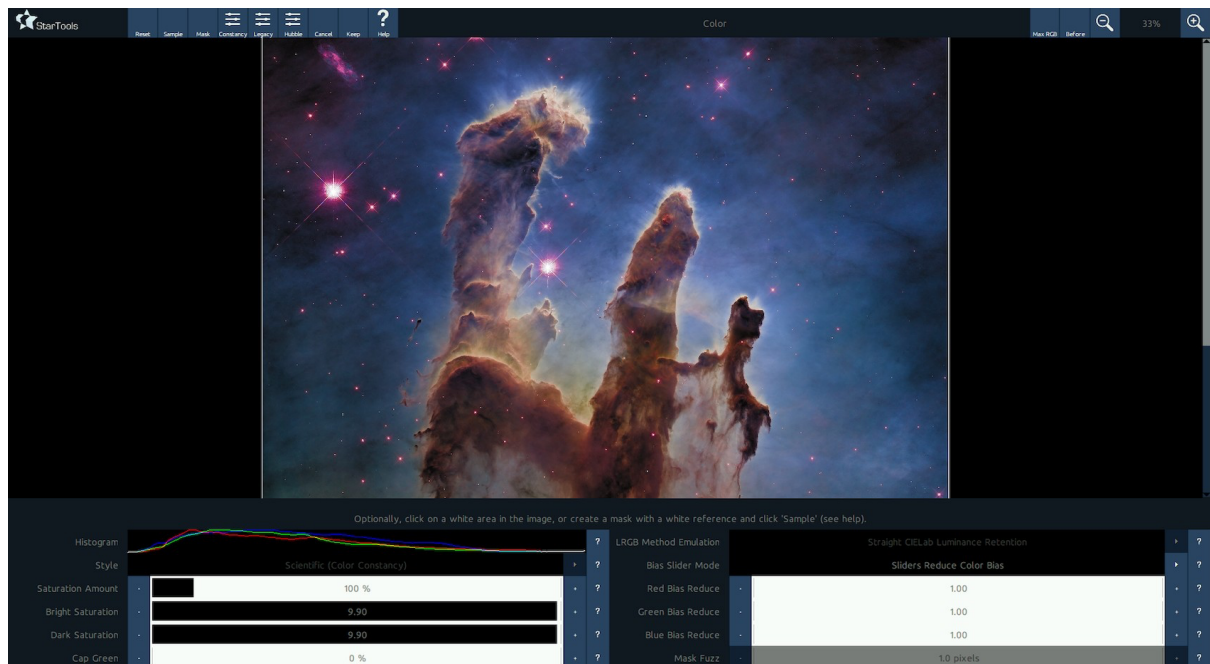 StarTools
Reset Sample Mask Constancy Legacy Hubble Cancel Keep ? Help Color Max RGB Before 33%
Optionally, click on a white area in the image, or create a mask with a white reference and click 'Sample' (see help).
Histogram ? LRGB Method Emulation Straight CIELab Luminance Retention ?
Style Scientific (Color Constancy) ? Bias Slider Mode Sliders Reduce Color Bias ?
Saturation Amount - 100 % + ? Red Bias Reduce - 1.00 + ?
Bright Saturation - 9.90 + ? Green Bias Reduce - 1.00 + ?
Dark Saturation - 9.90 + ? Blue Bias Reduce - 1.00 + ?
Cap Green - 0 % + ? Mask Fuzz - 1.0 pixels + ?